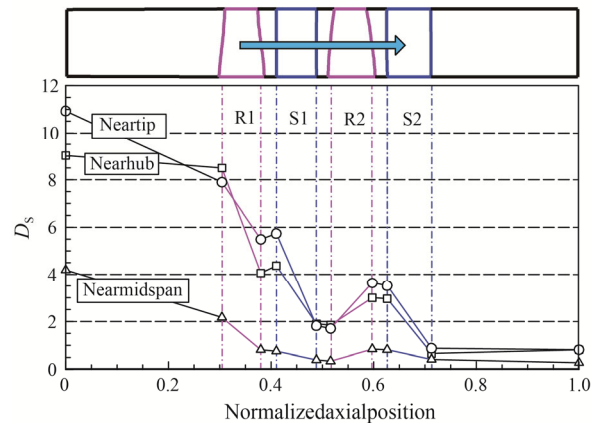 R1 S1 R2 S2
Neartip
Nearhub
Nearmidspan
12
10
8
6
4
2
0
Ds
0 0.2 0.4 0.6 0.8 1.0
Normalizedaxialposition